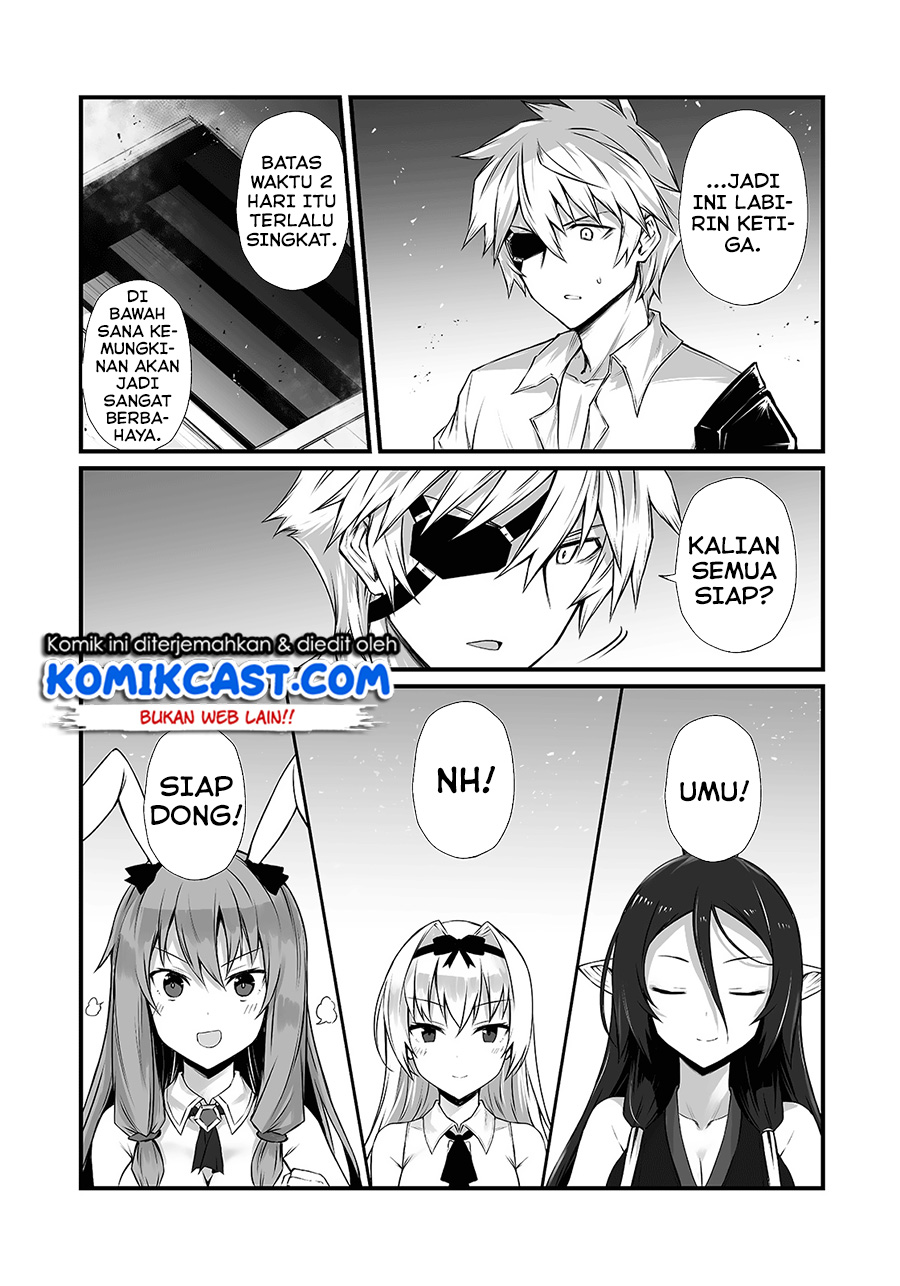 ...JADI
INI LABI-
RIN KETI-
GA.
BATAS
WAKTU 2
HARI ITU
TERLALU
SINGKAT.
DI
BAWAH
SANA KE-
MUNGKI-
NAN AKAN
JADI
SANGAT
BERBA-
HAYA.
KALIAN
SEMUA
SIAP?
Komik ini diterjemahkan & diedit oleh
KOMIKCAST.COM
BUKAN WEB LAIN!!
UMU!
NH!
SIAP
DONG!